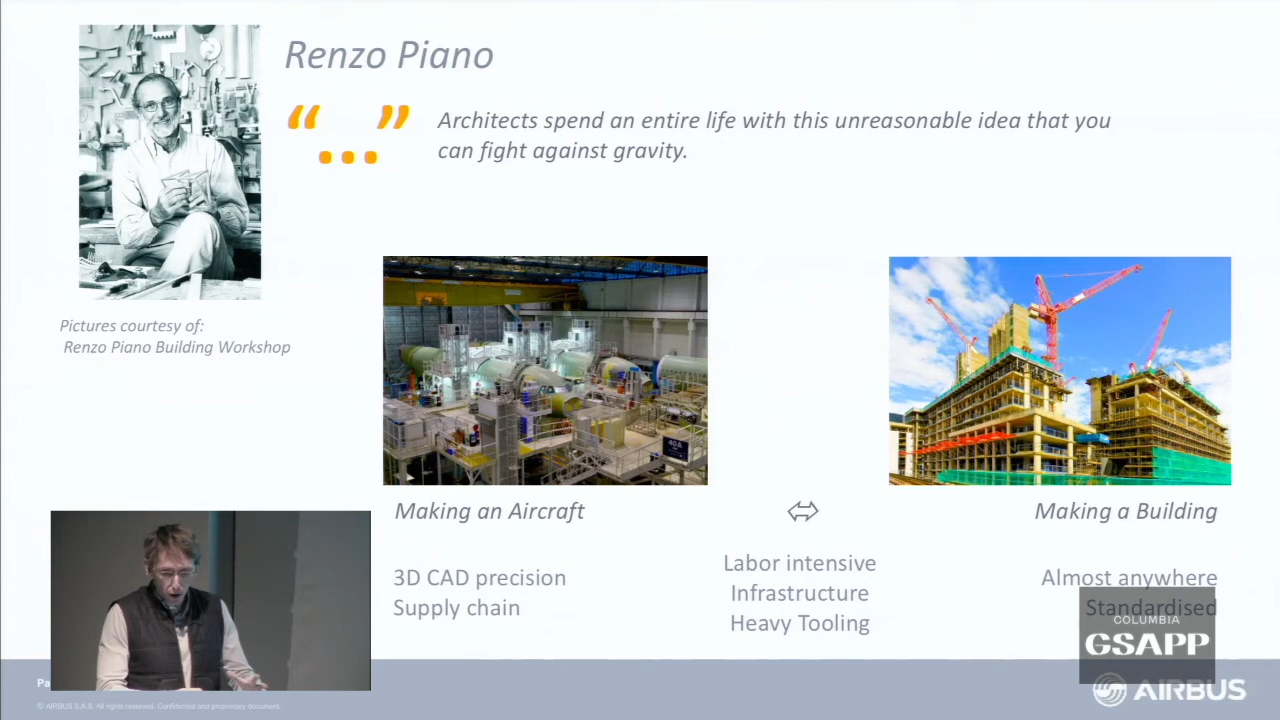 Renzo Piano
“...”
Architects spend an entire life with this unreasonable idea that you
can fight against gravity.
Pictures courtesy of:
Renzo Piano Building Workshop
40A
Making an Aircraft
Making a Building
3D CAD precision
Supply chain
Labor intensive
Infrastructure
Heavy Tooling
Almost anywhere
Standardised
COLUMBIA
GSAPP
Pa
© AIRBUS S.A.S. All rights reserved. Confidential and proprietary document.
AIRBUS